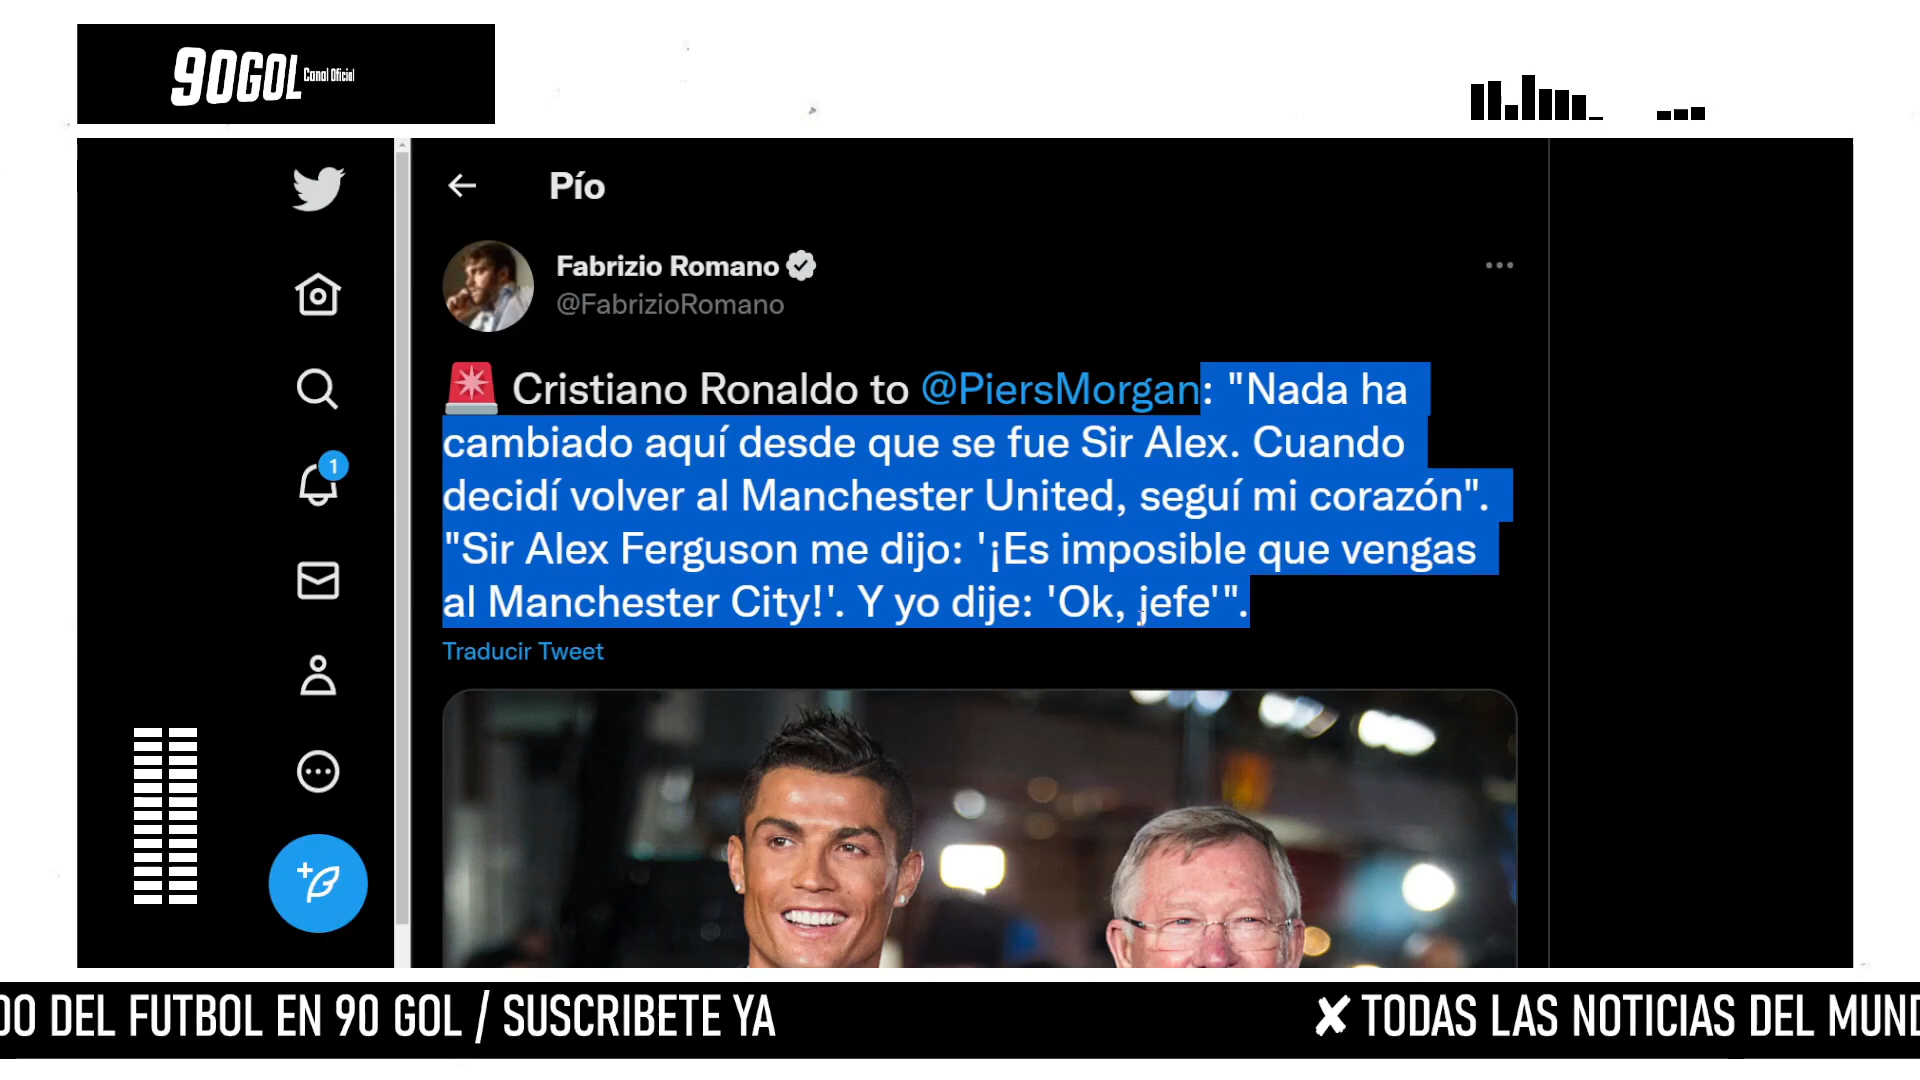 90GOL Canal Oficial
Pío
Fabrizio Romano
@FabrizioRomano
Cristiano Ronaldo to @PiersMorgan: "Nada ha
cambiado aquí desde que se fue Sir Alex. Cuando
decidí volver al Manchester United, seguí mi corazón".
"Sir Alex Ferguson me dijo: '¡Es imposible que vengas
al Manchester City!'. Y yo dije: 'Ok, jefe'".
Traducir Tweet
1
DO DEL FUTBOL EN 90 GOL / SUSCRIBETE YA
✘ TODAS LAS NOTICIAS DEL MUND